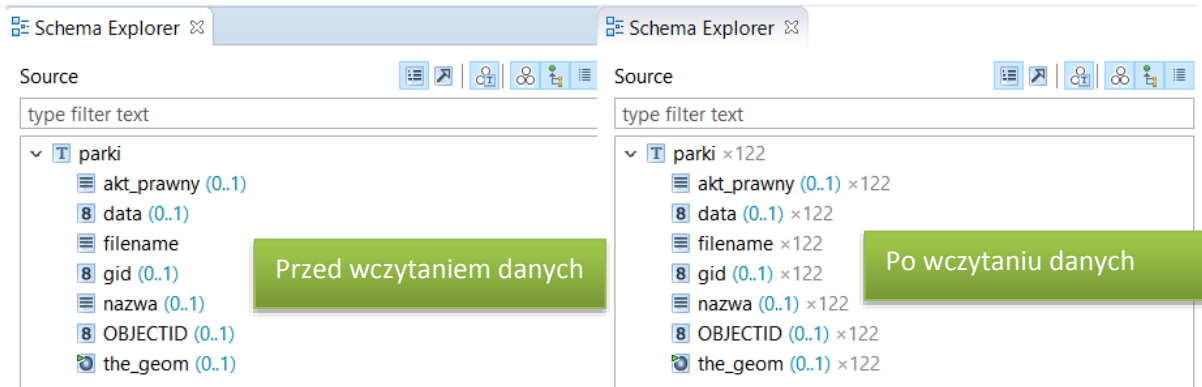 Schema Explorer
Source
type filter text
parki
akt_prawny (0..1)
data (0..1)
filename
gid (0..1)
nazwa (0..1)
OBJECTID (0..1)
the_geom (0..1)
Przed wczytaniem danych
Schema Explorer
Source
type filter text
parki ×122
akt_prawny (0..1) ×122
data (0..1) ×122
filename ×122
gid (0..1) ×122
nazwa (0..1) ×122
OBJECTID (0..1) ×122
the_geom (0..1) ×122
Po wczytaniu danych